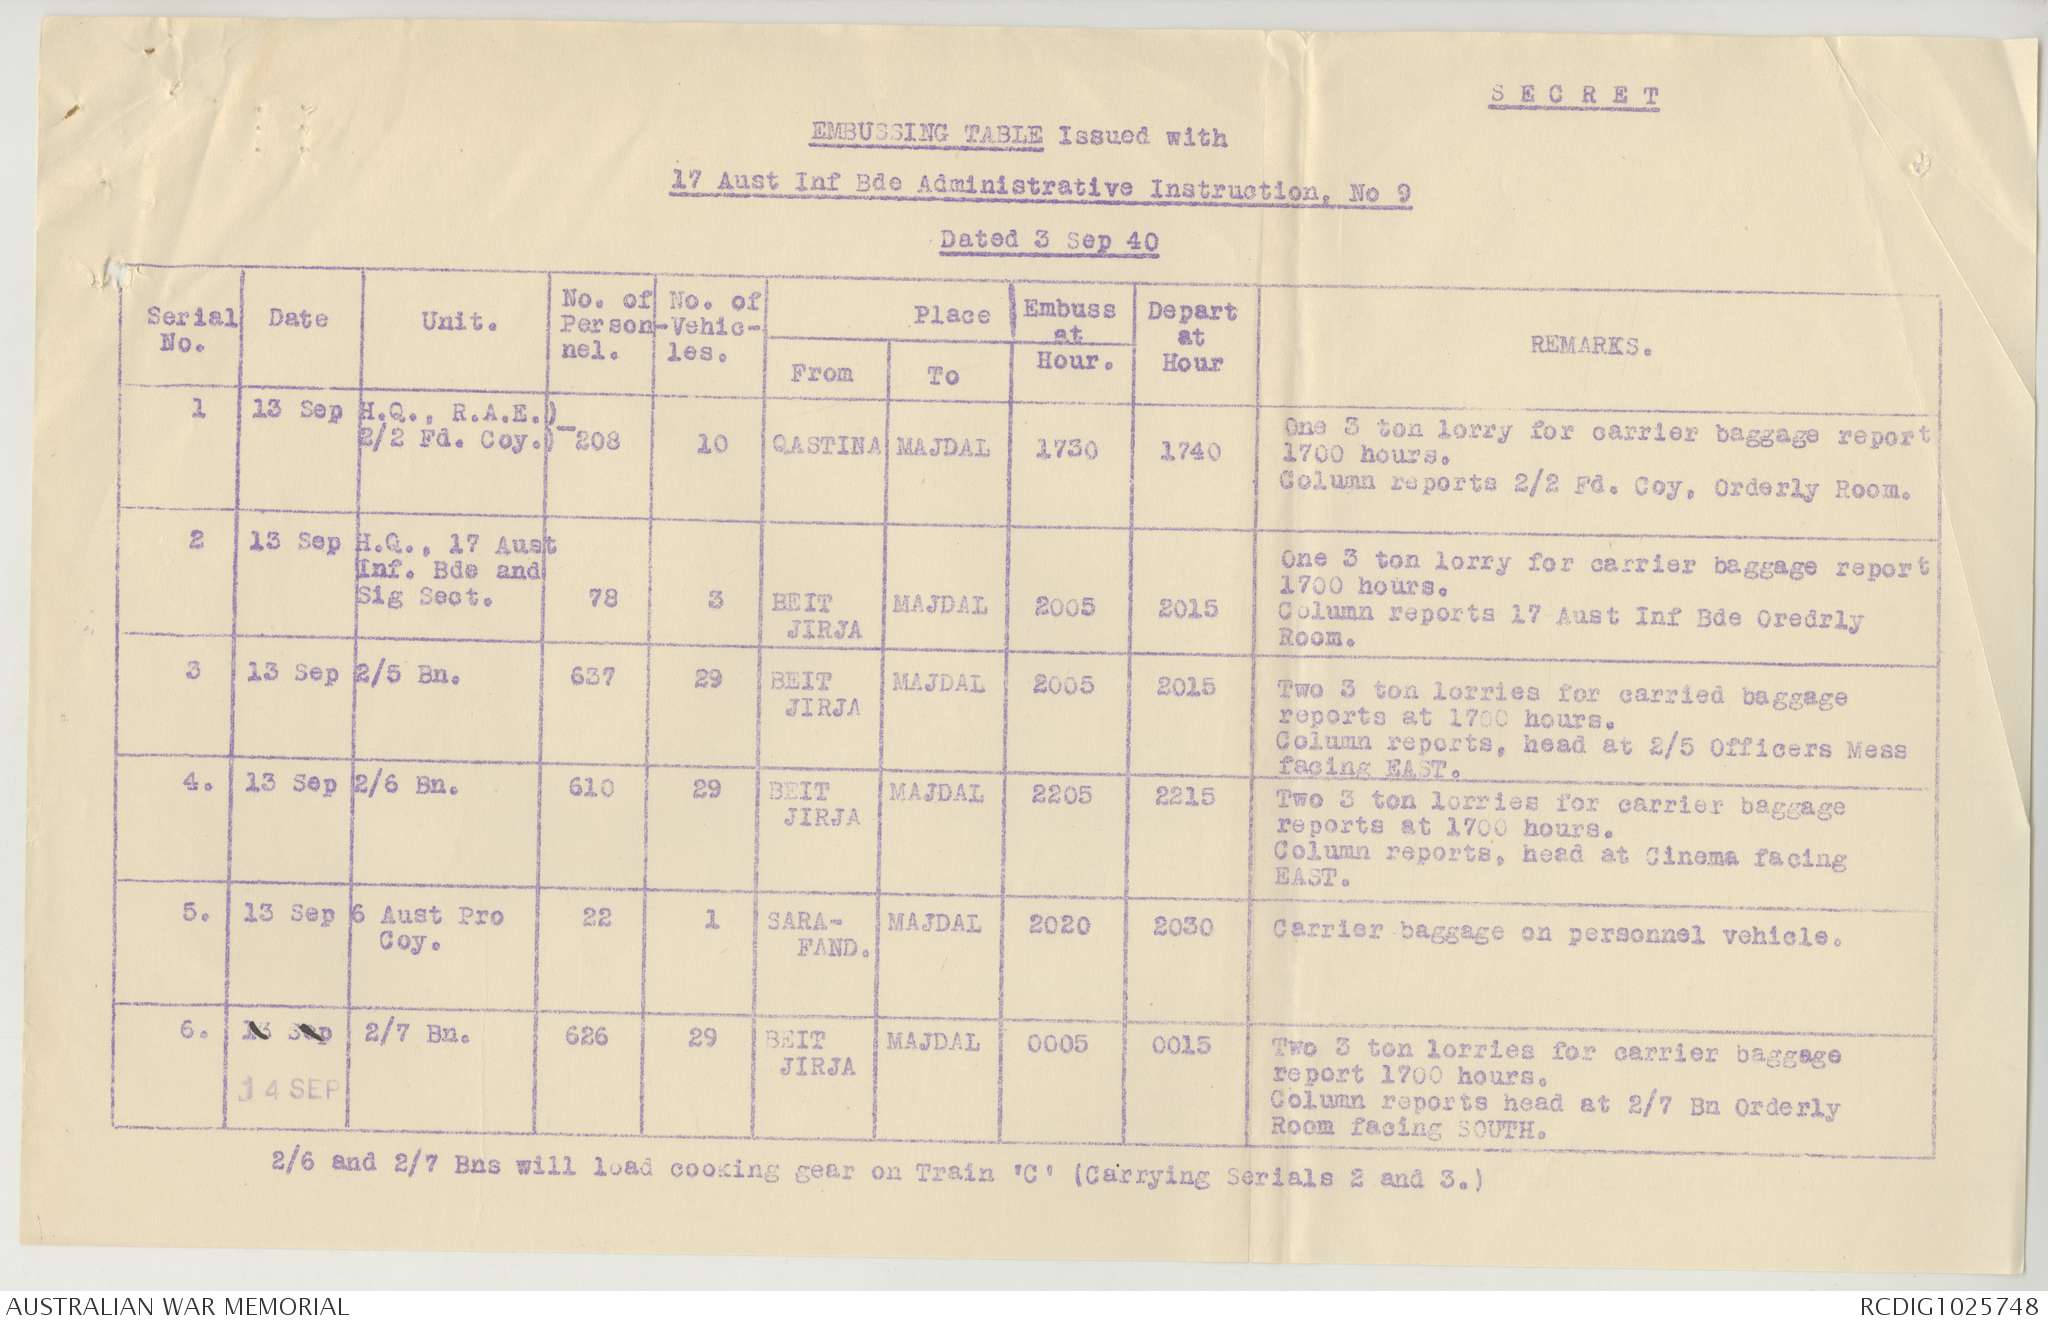 S E C R E T
EMBUSSING TABLE Issued with
17 Aust Inf Bde Administrative Instruction, No 9
Dated 3 Sep 40
Serial No. Date Unit. No. of Person-nel. No. of Vehic-les. Place From To Embuss at Hour. Depart at Hour REMARKS.
1 13 Sep H.Q., R.A.E.)
2/2 Fd. Coy.) 208 10 QASTINA MAJDAL 1730 1740
One 3 ton lorry for carrier baggage report
1700 hours.
Column reports 2/2 Fd. Coy, Orderly Room.
2 13 Sep H.Q., 17 Aust
Inf. Bde and
Sig Sect. 78 3 BEIT JIRJA MAJDAL 2005 2015
One 3 ton lorry for carrier baggage report
1700 hours.
Column reports 17 Aust Inf Bde Oredrly
Room.
3 13 Sep 2/5 Bn. 637 29 BEIT JIRJA MAJDAL 2005 2015
Two 3 ton lorries for carried baggage
reports at 1700 hours.
Column reports, head at 2/5 Officers Mess
facing EAST.
4. 13 Sep 2/6 Bn. 610 29 BEIT JIRJA MAJDAL 2205 2215
Two 3 ton lorries for carrier baggage
reports at 1700 hours.
Column reports, head at Cinema facing
EAST.
5. 13 Sep 6 Aust Pro
Coy. 22 1 SARA-FAND. MAJDAL 2020 2030
Carrier baggage on personnel vehicle.
6. 13 Sep 2/7 Bn. 626 29 BEIT JIRJA MAJDAL 0005 0015
14 SEP
Two 3 ton lorries for carrier baggage
report 1700 hours.
Column reports head at 2/7 Bn Orderly
Room facing SOUTH.
2/6 and 2/7 Bns will load cooking gear on Train 'C' (Carrying Serials 2 and 3.)
AUSTRALIAN WAR MEMORIAL
RCDIG1025748